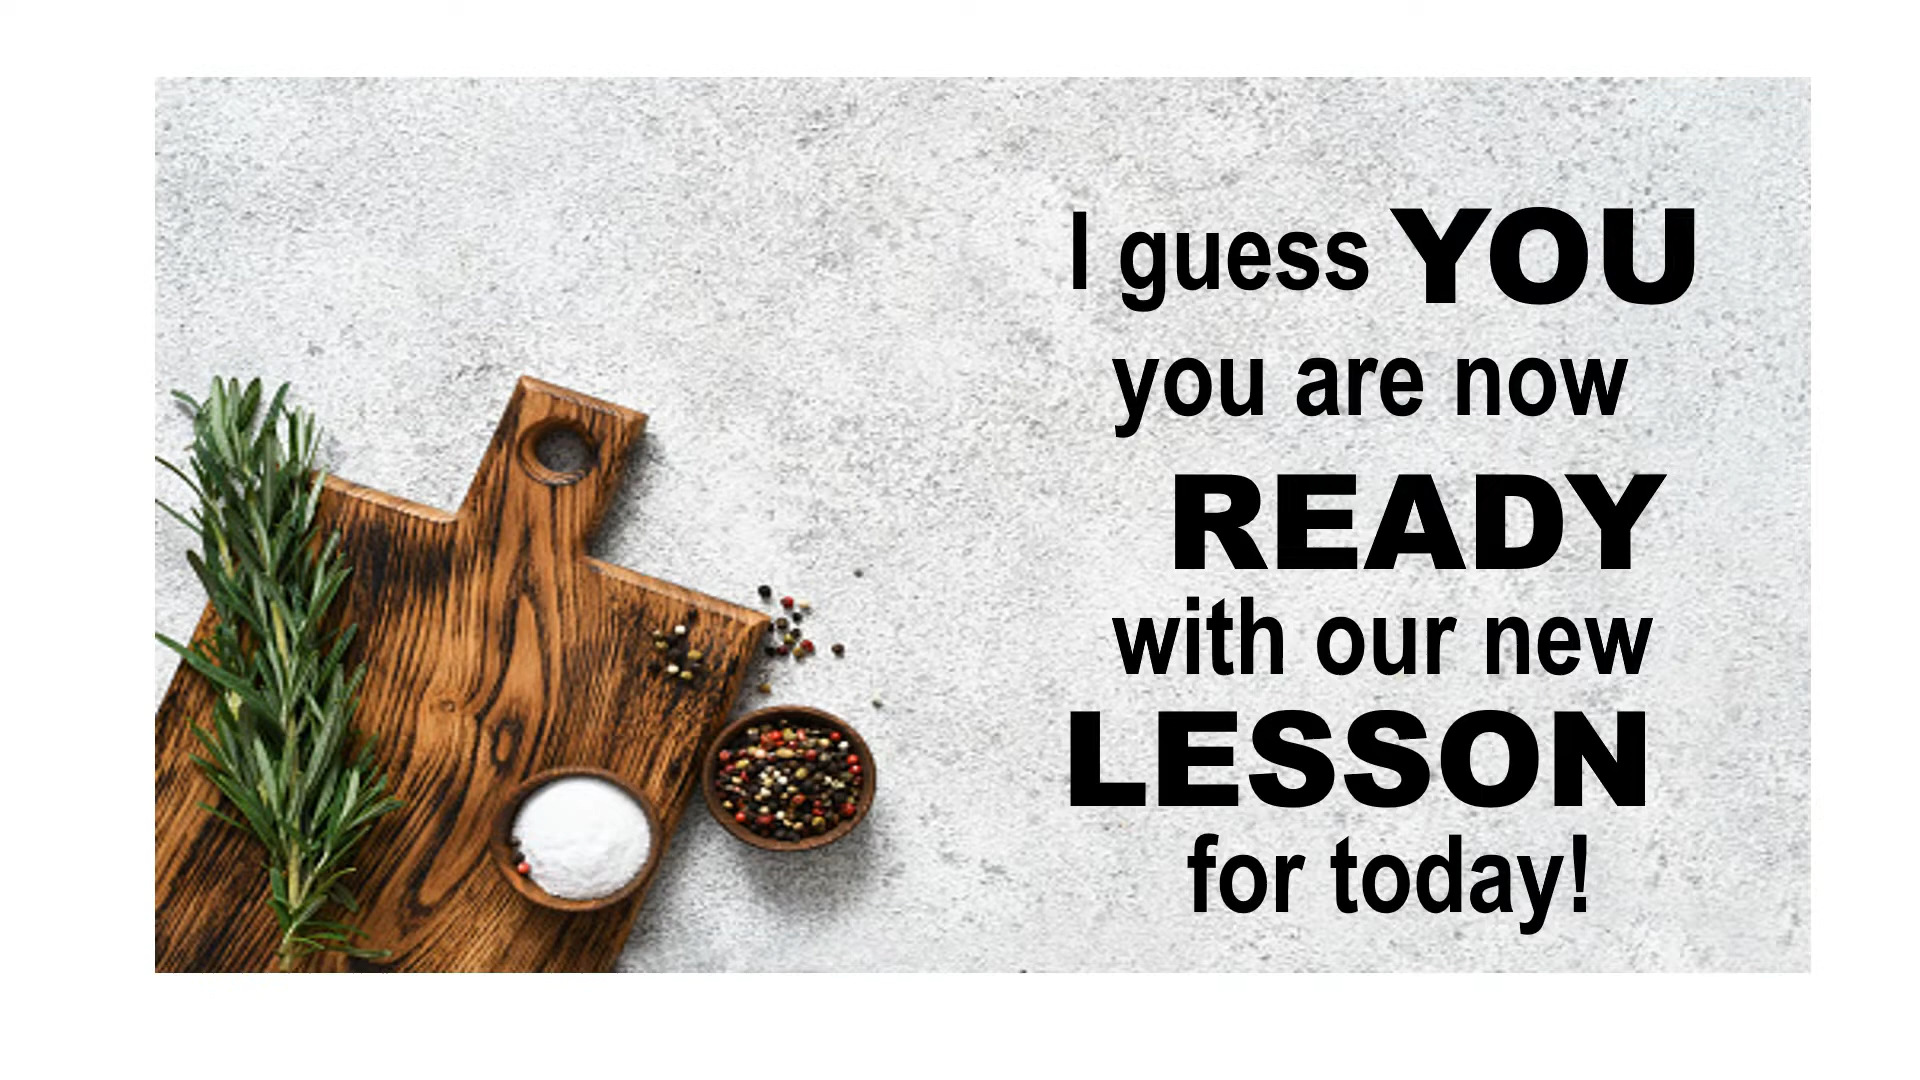 I guess YOU
you are now
READY
with our new
LESSON
for today!